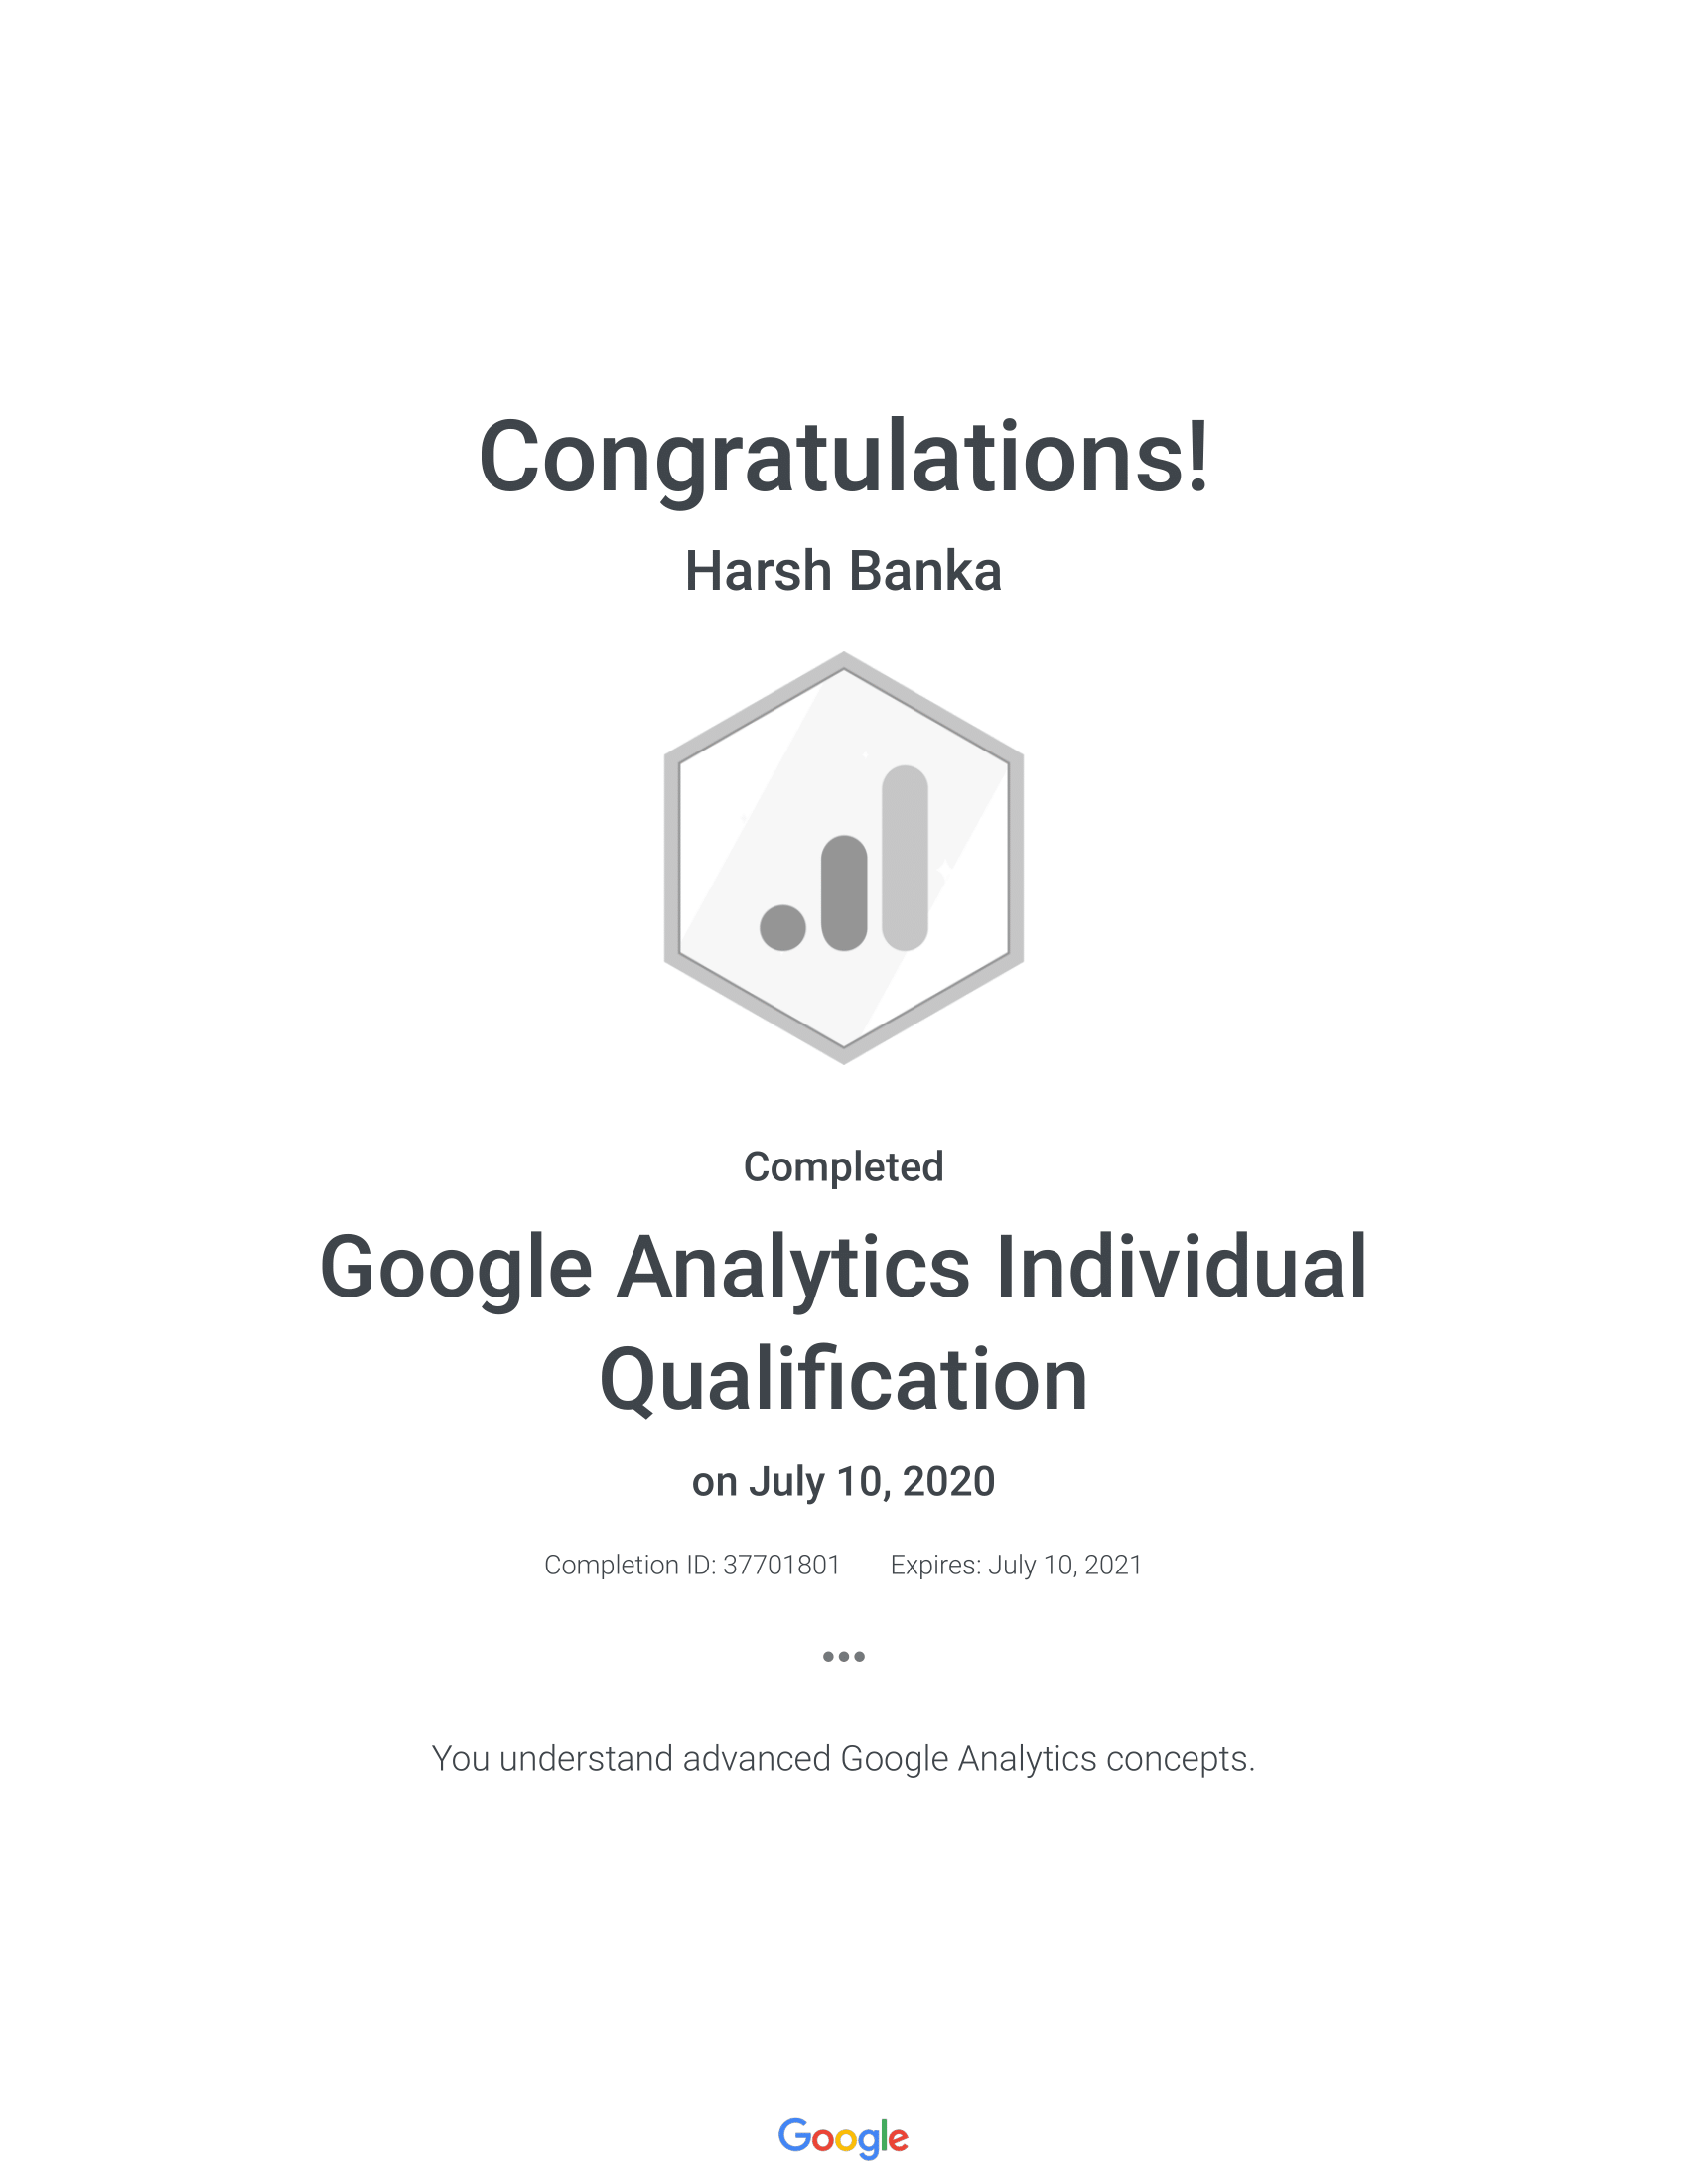 Congratulations!
Harsh Banka
Completed
Google Analytics Individual
Qualification
on July 10, 2020
Completion ID: 37701801 Expires: July 10, 2021
•••
You understand advanced Google Analytics concepts.
Google